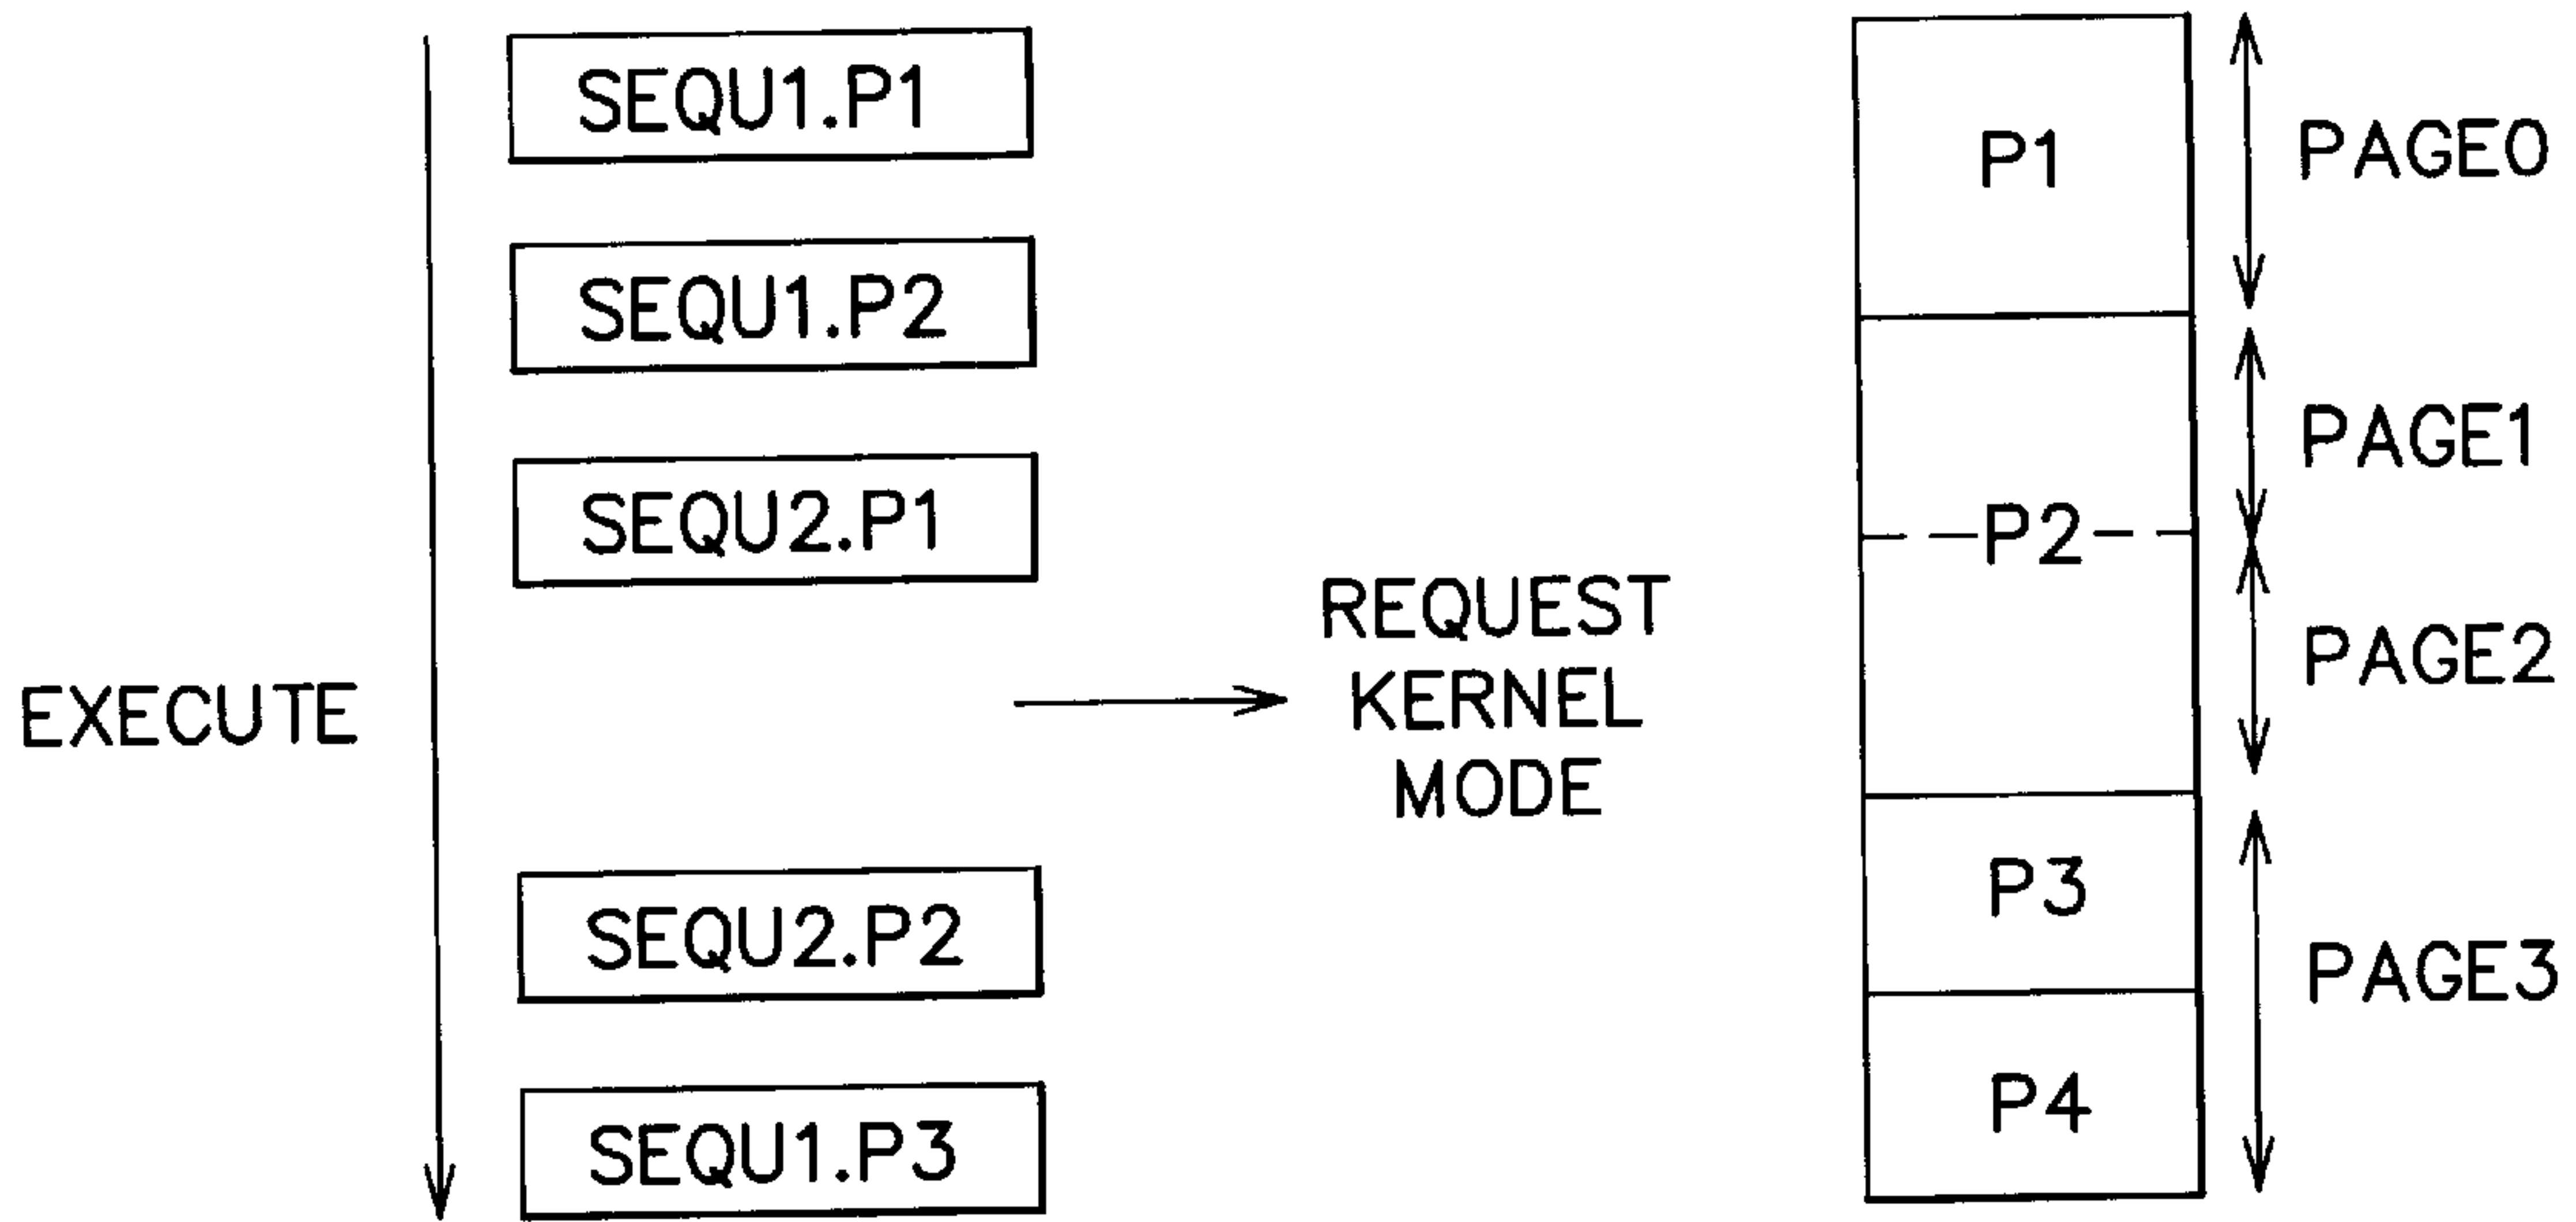 SEQU1.P1
SEQU1.P2
SEQU2.P1
EXECUTE
REQUEST
KERNEL
MODE
SEQU2.P2
SEQU1.P3
P1
PAGE0
PAGE1
P2
PAGE2
P3
PAGE3
P4